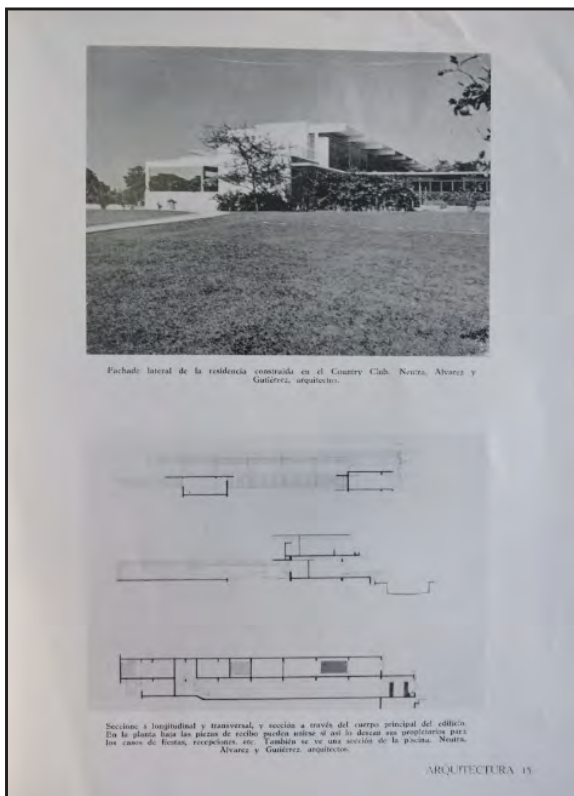 Fachada lateral de la residencia construída en el Country Club. Neutra, Alvarez y
Gutiérrez, arquitectos.
Seccione s longitudinal y transversal, y sección a través del cuerpo principal del edificio.
En la planta baja las piezas de recibo pueden unirse si así lo desean sus propietarios para
los casos de fiestas, recepciones, etc. También se ve una sección de la piscina. Neutra,
Alvarez y Gutiérrez, arquitectos.
ARQUITECTURA 15